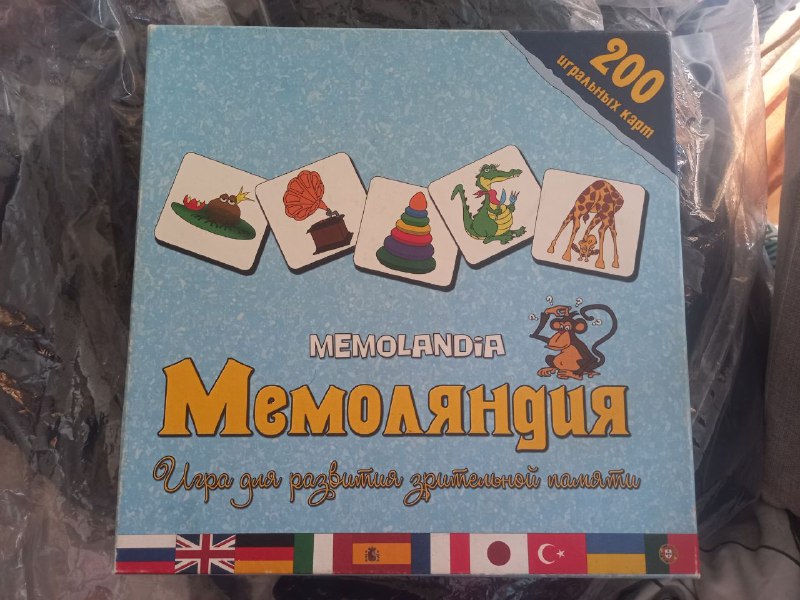 200
игральных карт
MEMOLANDiA
Мемоляндия
Игра для развития зрительной памяти